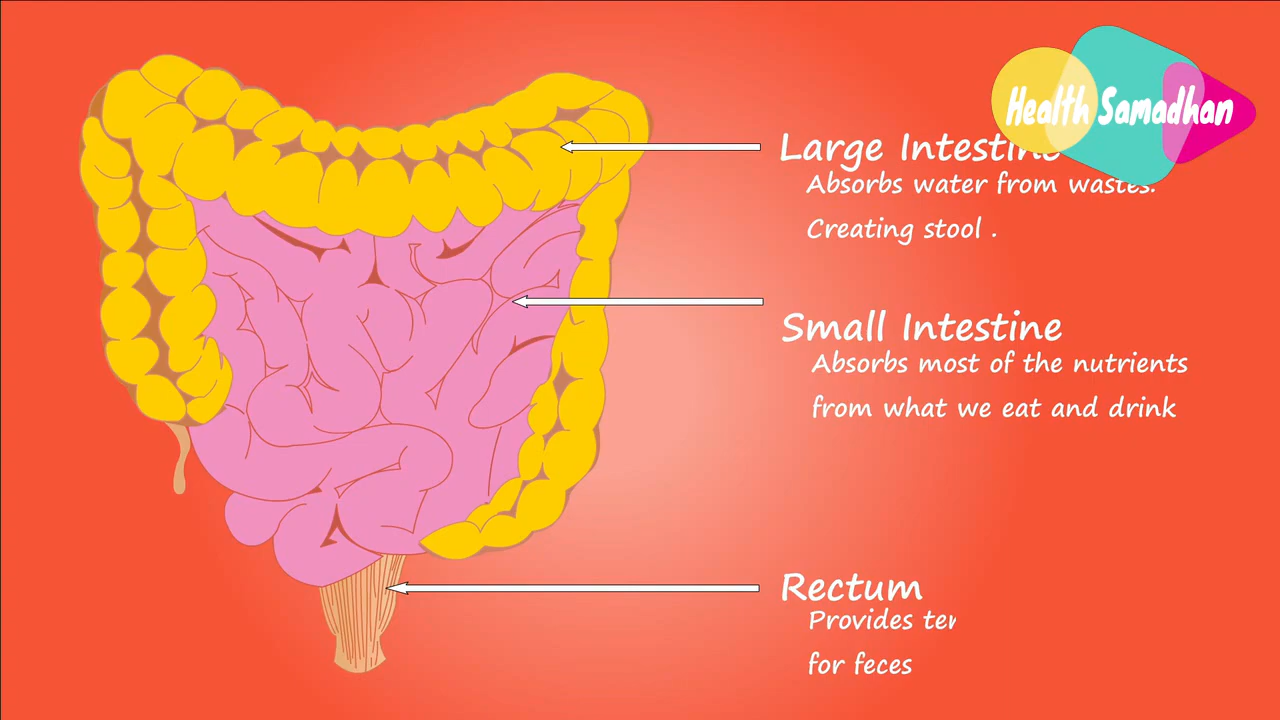 Health Samadhan
Large Intestine
Absorbs water from wastes.
Creating stool .
Small Intestine
Absorbs most of the nutrients
from what we eat and drink
Rectum
Provides
for feces